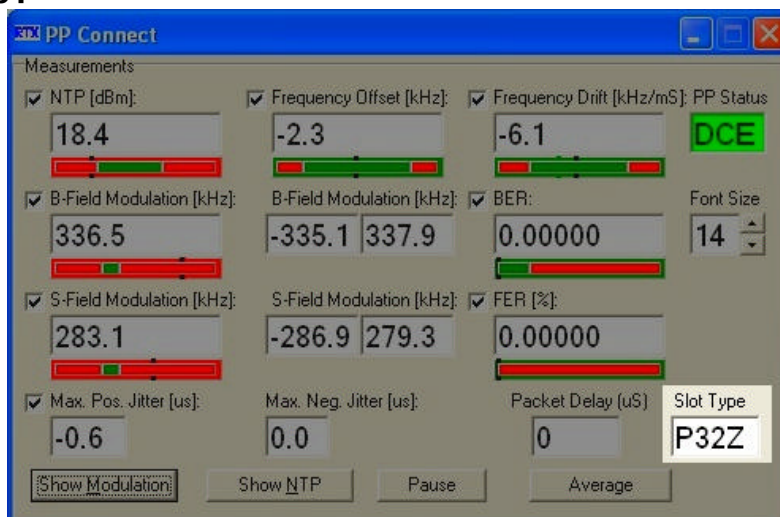 RTX PP Connect
Measurements
NTP [dBm]: Frequency Offset [kHz]: Frequency Drift [kHz/mS]: PP Status
18.4 -2.3 -6.1 DCE
B-Field Modulation [kHz]: B-Field Modulation [kHz]: BER: Font Size
336.5 -335.1 337.9 0.00000 14
S-Field Modulation [kHz]: S-Field Modulation [kHz]: FER [%]:
283.1 -286.9 279.3 0.00000
Max. Pos. Jitter [us]: Max. Neg. Jitter [us]: Packet Delay (uS) Slot Type
-0.6 0.0 0 P32Z
Show Modulation Show NTP Pause Average